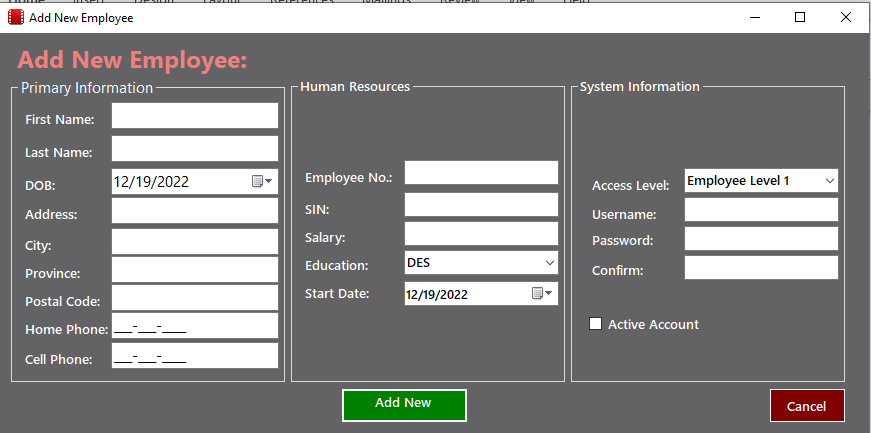 Add New Employee
Add New Employee:
Primary Information
First Name:
Last Name:
DOB: 12/19/2022
Address:
City:
Province:
Postal Code:
Home Phone: ___-___-____
Cell Phone: ___-___-____
Human Resources
Employee No.:
SIN:
Salary:
Education: DES
Start Date: 12/19/2022
System Information
Access Level: Employee Level 1
Username:
Password:
Confirm:
Active Account
Add New
Cancel